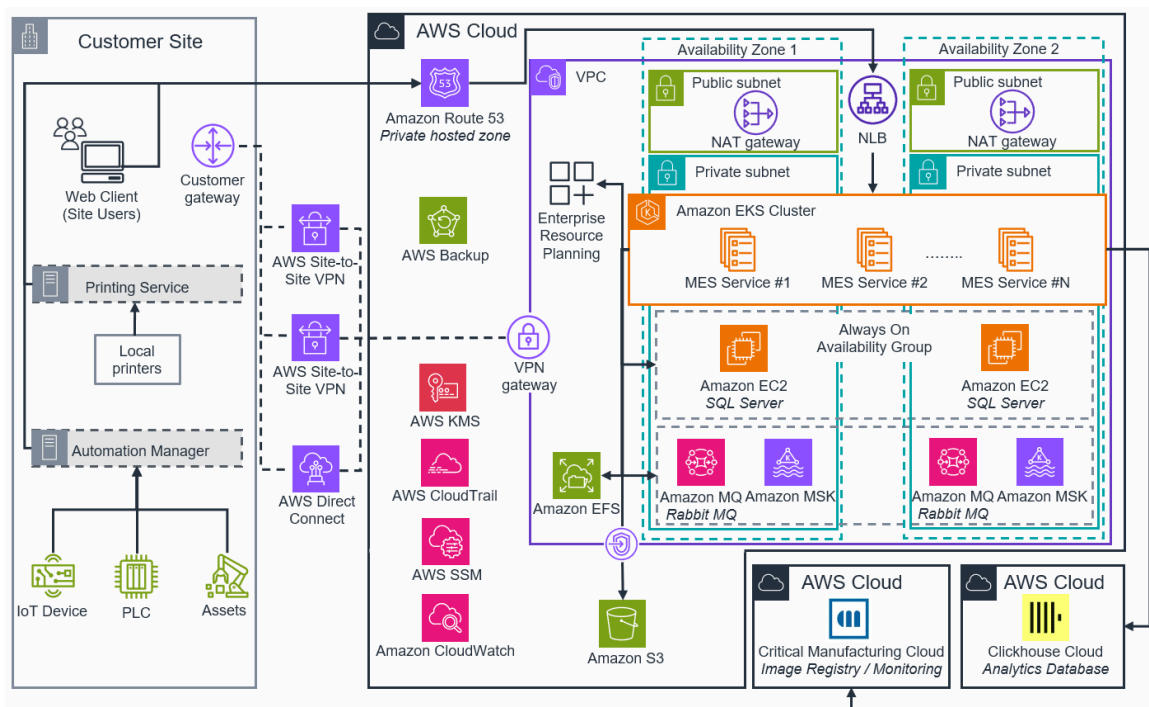 Customer Site
Web Client
(Site Users)
Customer
gateway
Printing Service
Local
printers
Automation Manager
IoT Device
PLC
Assets
AWS Site-to-
Site VPN
AWS Site-to-
Site VPN
AWS Direct
Connect
AWS Cloud
53
Amazon Route 53
Private hosted zone
AWS Backup
AWS KMS
AWS CloudTrail
AWS SSM
Amazon CloudWatch
VPC
VPN
gateway
Enterprise
Resource
Planning
Amazon EFS
Amazon S3
Availability Zone 1
Public subnet
NAT gateway
Private subnet
NLB
Availability Zone 2
Public subnet
NAT gateway
Private subnet
K
Amazon EKS Cluster
MES Service #1
MES Service #2
........
MES Service #N
Always On
Availability Group
Amazon EC2
SQL Server
Amazon EC2
SQL Server
Amazon MQ
Rabbit MQ
K
Amazon MSK
Amazon MQ
Rabbit MQ
K
Amazon MSK
AWS Cloud
Critical Manufacturing Cloud
Image Registry / Monitoring
AWS Cloud
Clickhouse Cloud
Analytics Database